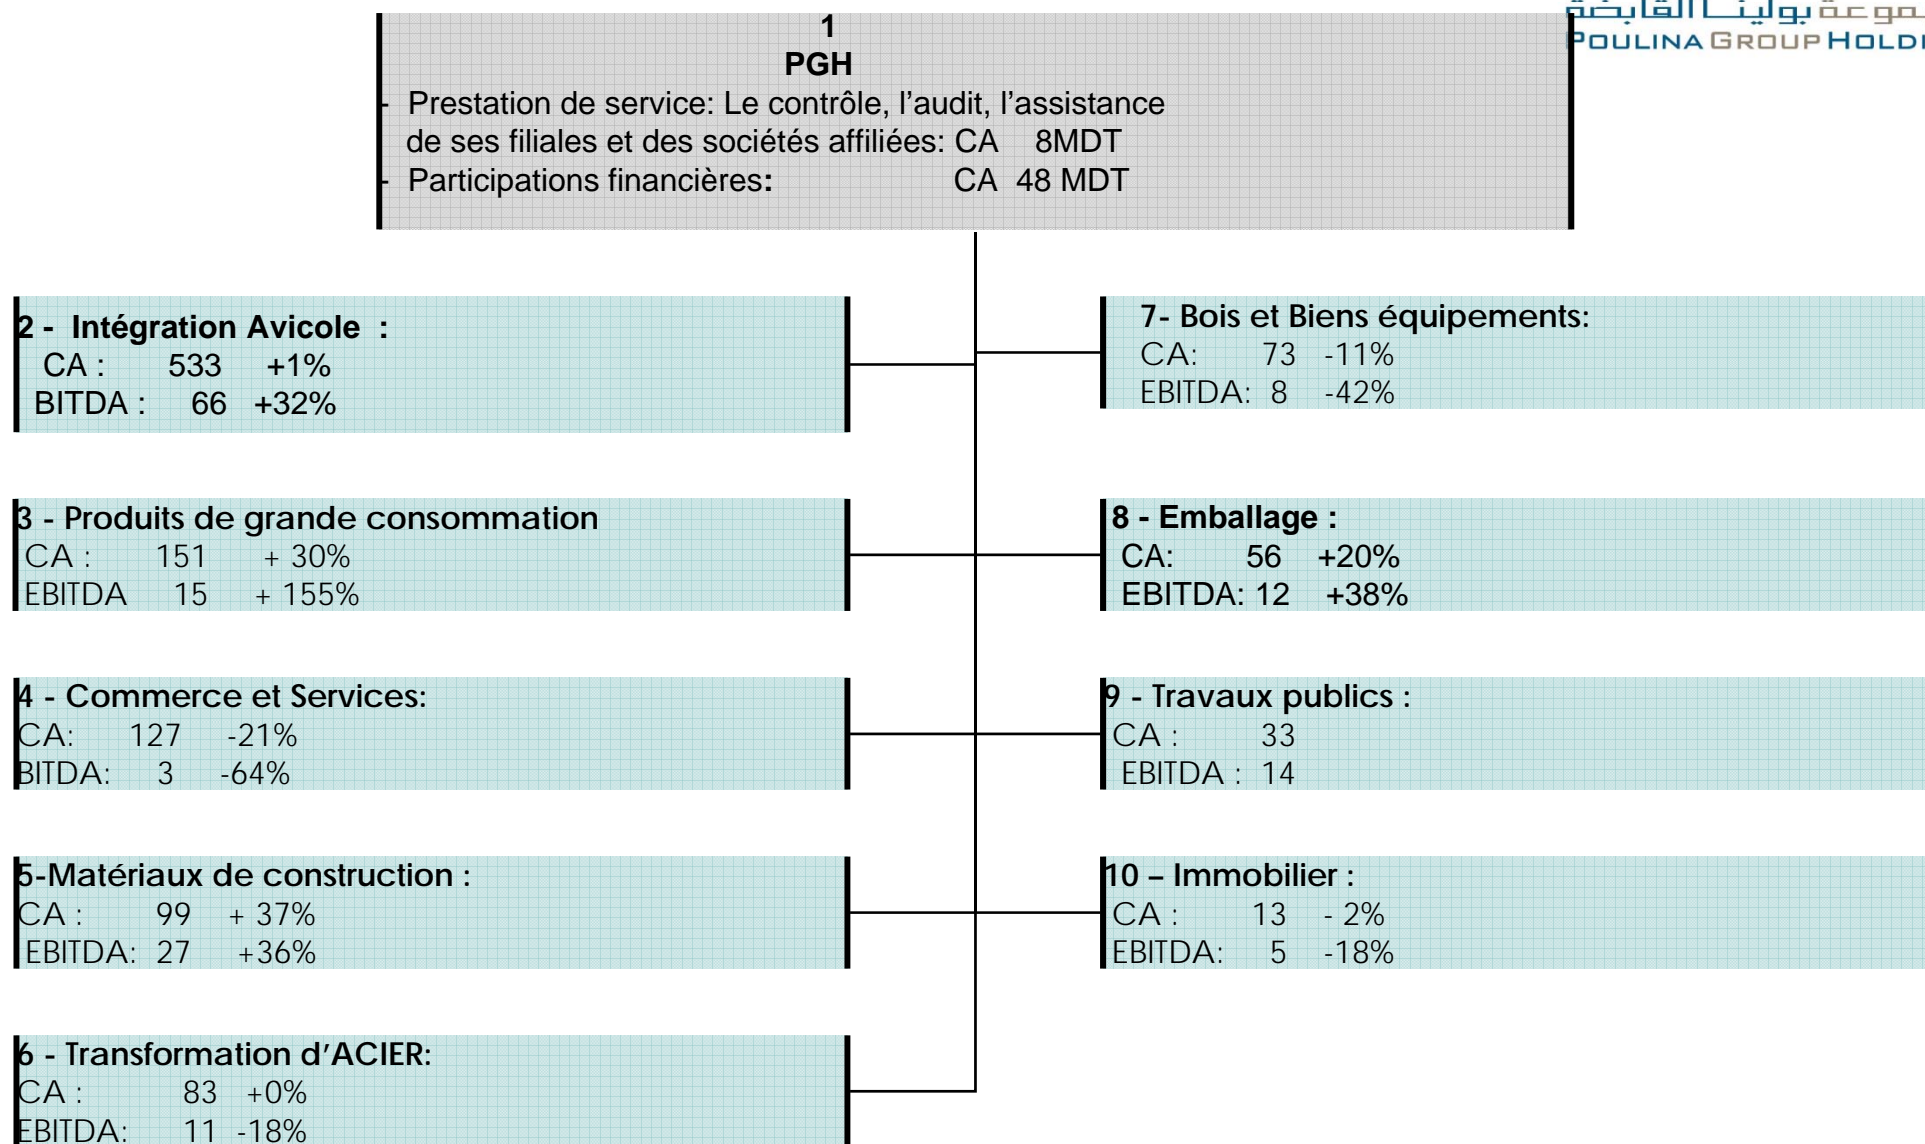 بولينا القابضة
POULINA GROUP HOLDI
1
PGH
- Prestation de service: Le contrôle, l’audit, l’assistance
de ses filiales et des sociétés affiliées: CA 8MDT
- Participations financières: CA 48 MDT
2 - Intégration Avicole :
CA : 533 +1%
BITDA : 66 +32%
3 - Produits de grande consommation
CA : 151 + 30%
EBITDA 15 + 155%
4 - Commerce et Services:
CA: 127 -21%
BITDA: 3 -64%
5-Matériaux de construction :
CA : 99 + 37%
EBITDA: 27 +36%
6 - Transformation d’ACIER:
CA : 83 +0%
EBITDA: 11 -18%
7- Bois et Biens équipements:
CA: 73 -11%
EBITDA: 8 -42%
8 - Emballage :
CA: 56 +20%
EBITDA: 12 +38%
9 - Travaux publics :
CA : 33
EBITDA : 14
10 – Immobilier :
CA : 13 - 2%
EBITDA: 5 -18%